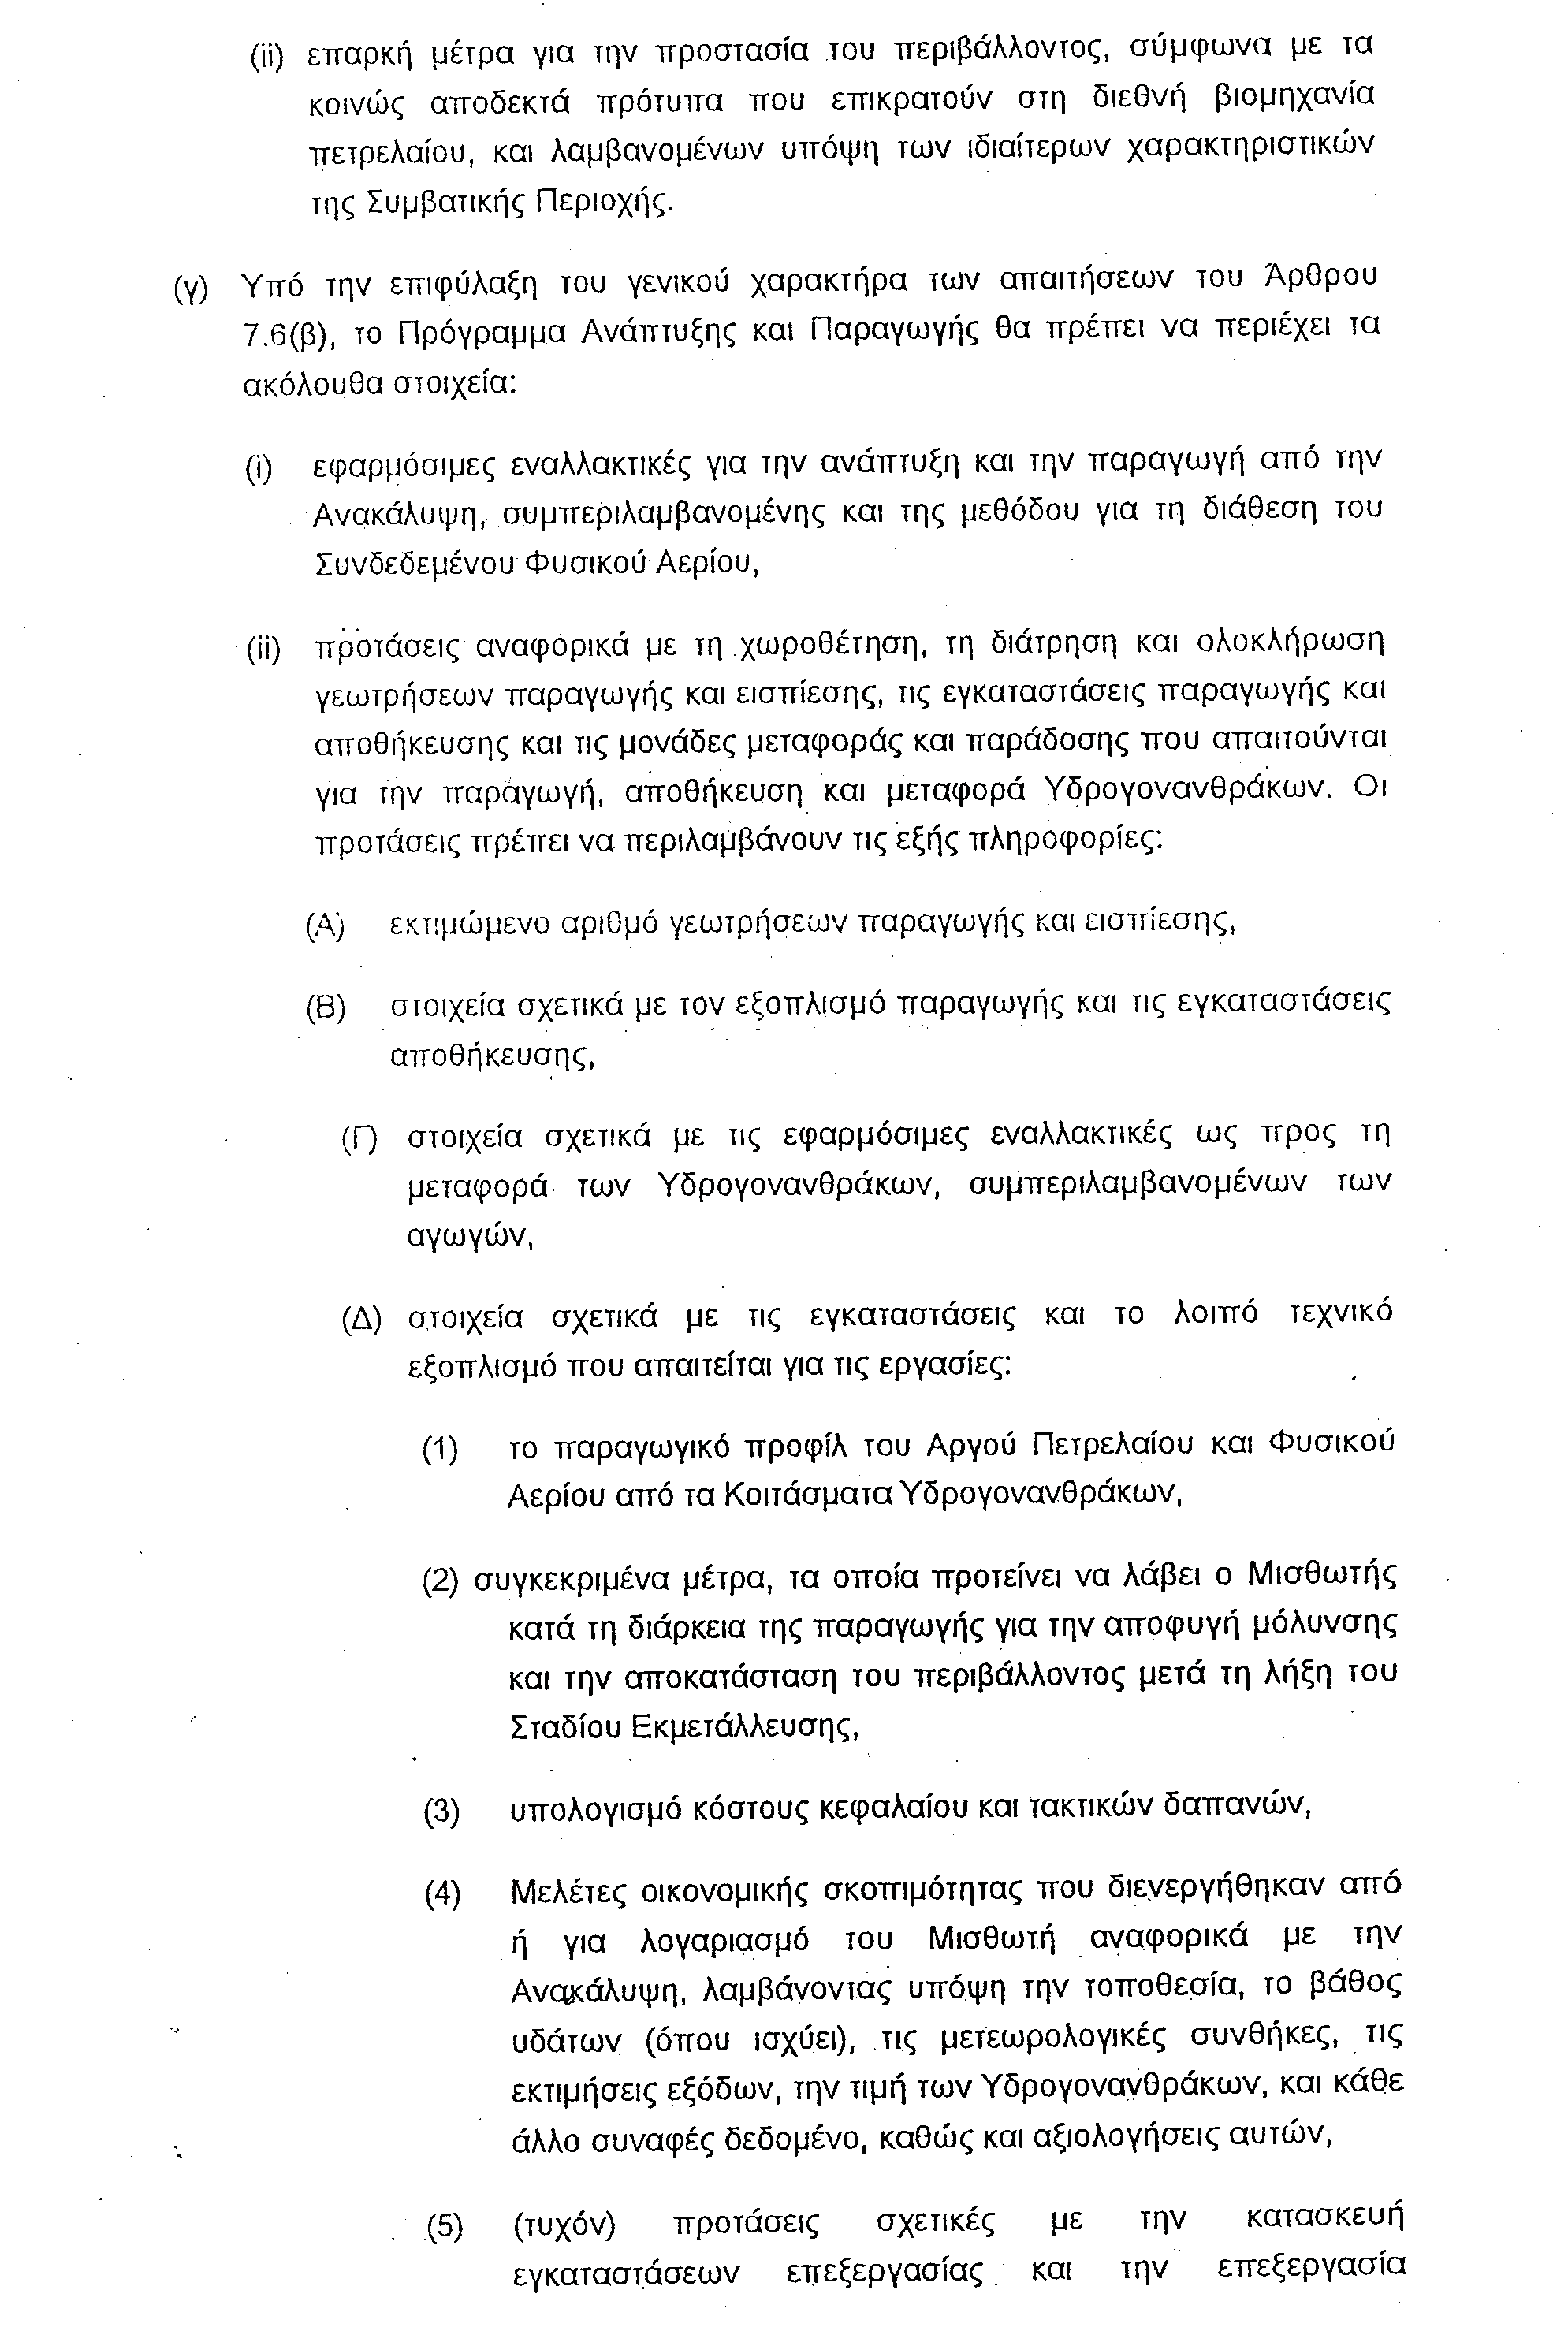 (ii) επαρκή μέτρα για την προστασία του περιβάλλοντος, σύμφωνα με τα
κοινώς αποδεκτά πρότυπα που επικρατούν στη διεθνή βιομηχανία
πετρελαίου, και λαμβανομένων υπόψη των ιδιαίτερων χαρακτηριστικών
της Συμβατικής Περιοχής.
(γ) Υπό την επιφύλαξη του γενικού χαρακτήρα των απαιτήσεων του Άρθρου
7.6(β), το Πρόγραμμα Ανάπτυξης και Παραγωγής θα πρέπει να περιέχει τα
ακόλουθα στοιχεία:
(i) εφαρμόσιμες εναλλακτικές για την ανάπτυξη και την παραγωγή από την
Ανακάλυψη, συμπεριλαμβανομένης και της μεθόδου για τη διάθεση του
Συνδεδεμένου Φυσικού Αερίου,
(ii) προτάσεις αναφορικά με τη χωροθέτηση, τη διάτρηση και ολοκλήρωση
γεωτρήσεων παραγωγής και εισπίεσης, τις εγκαταστάσεις παραγωγής και
αποθήκευσης και τις μονάδες μεταφοράς και παράδοσης που απαιτούνται
για την παραγωγή, αποθήκευση και μεταφορά Υδρογονανθράκων. Οι
προτάσεις πρέπει να περιλαμβάνουν τις εξής πληροφορίες:
(Α) εκτιμώμενο αριθμό γεωτρήσεων παραγωγής και εισπίεσης,
(Β) στοιχεία σχετικά με τον εξοπλισμό παραγωγής και τις εγκαταστάσεις
αποθήκευσης,
(Γ) στοιχεία σχετικά με τις εφαρμόσιμες εναλλακτικές ως προς τη
μεταφορά των Υδρογονανθράκων, συμπεριλαμβανομένων των
αγωγών,
(Δ) στοιχεία σχετικά με τις εγκαταστάσεις και το λοιπό τεχνικό
εξοπλισμό που απαιτείται για τις εργασίες:
(1) το παραγωγικό προφίλ του Αργού Πετρελαίου και Φυσικού
Αερίου από τα Κοιτάσματα Υδρογονανθράκων,
(2) συγκεκριμένα μέτρα, τα οποία προτείνει να λάβει ο Μισθωτής
κατά τη διάρκεια της παραγωγής για την αποφυγή μόλυνσης
και την αποκατάσταση του περιβάλλοντος μετά τη λήξη του
Σταδίου Εκμετάλλευσης,
(3) υπολογισμό κόστους κεφαλαίου και τακτικών δαπανών,
(4) Μελέτες οικονομικής σκοπιμότητας που διενεργήθηκαν από
ή για λογαριασμό του Μισθωτή αναφορικά με την
Ανακάλυψη, λαμβάνοντας υπόψη την τοποθεσία, το βάθος
υδάτων (όπου ισχύει), τις μετεωρολογικές συνθήκες, τις
εκτιμήσεις εξόδων, την τιμή των Υδρογονανθράκων, και κάθε
άλλο συναφές δεδομένο, καθώς και αξιολογήσεις αυτών,
(5) (τυχόν) προτάσεις σχετικές με την κατασκευή
εγκαταστάσεων επεξεργασίας και την επεξεργασία